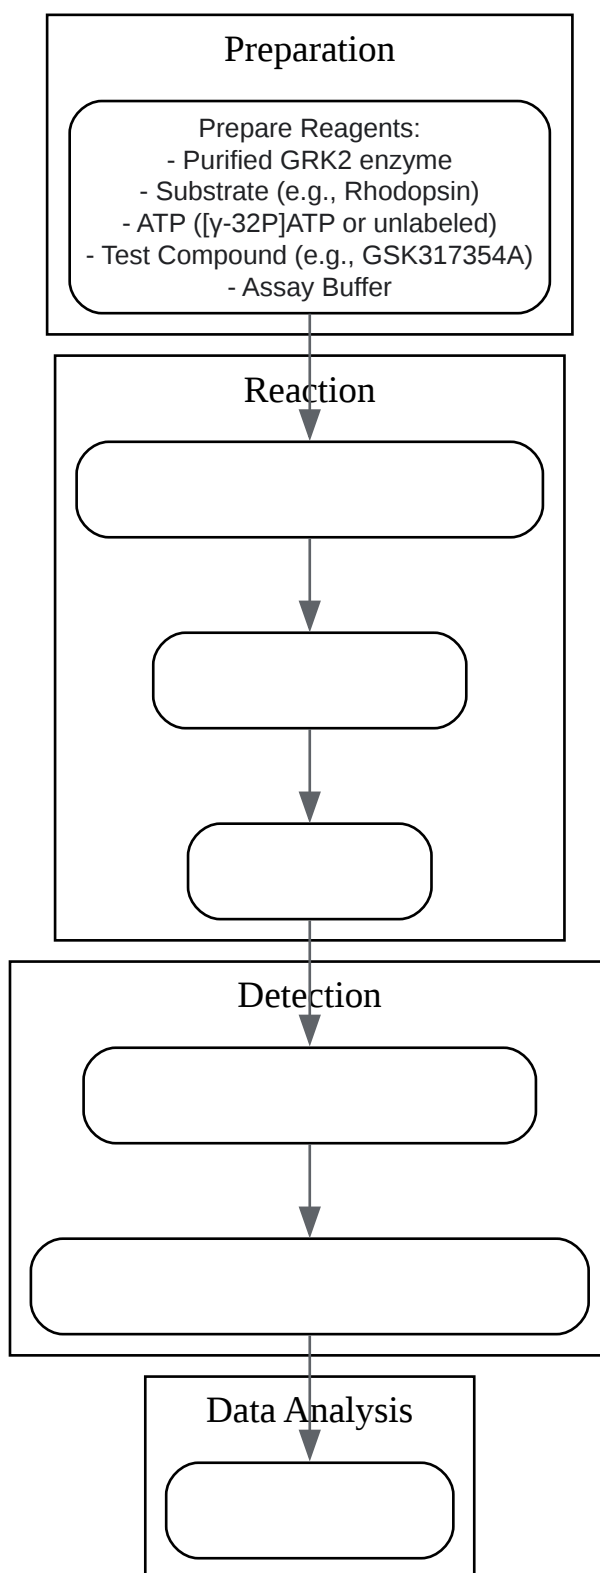 Preparation
Prepare Reagents:
- Purified GRK2 enzyme
- Substrate (e.g., Rhodopsin)
- ATP ([γ-32P]ATP or unlabeled)
- Test Compound (e.g., GSK317354A)
- Assay Buffer
Reaction
Detection
Data Analysis